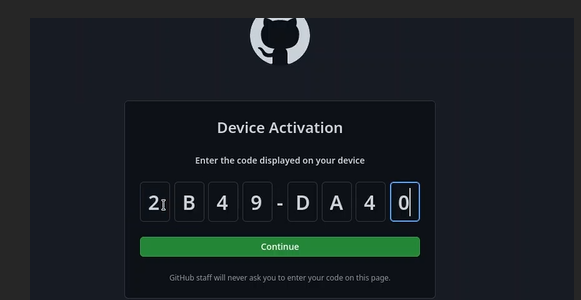 Device Activation
Enter the code displayed on your device
2 B 4 9 - D A 4 0
Continue
GitHub staff will never ask you to enter your code on this page.